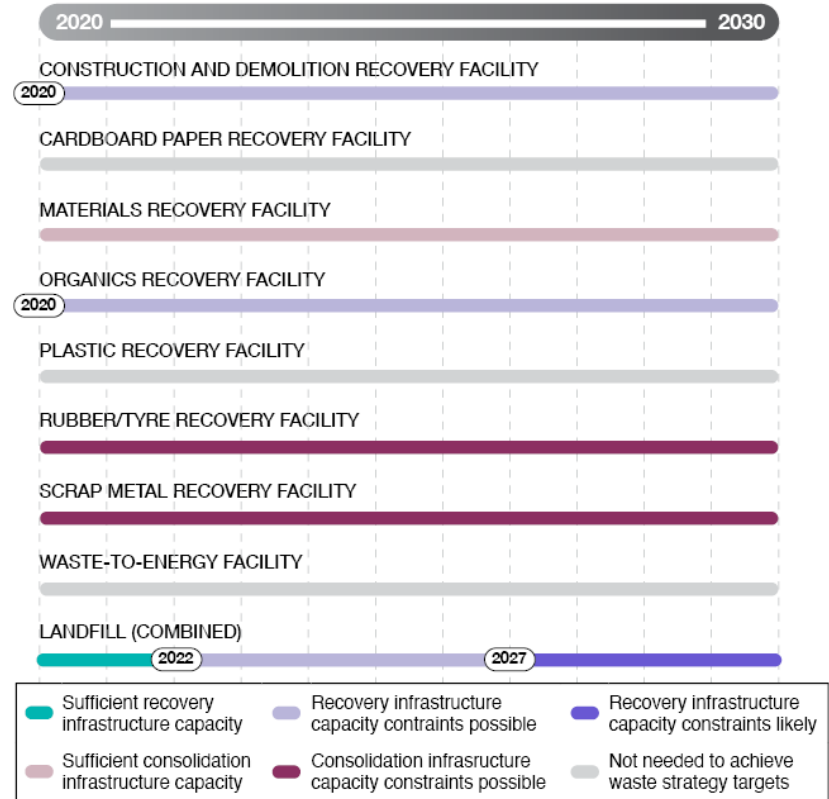 2020 2030
CONSTRUCTION AND DEMOLITION RECOVERY FACILITY
2020
CARDBOARD PAPER RECOVERY FACILITY
MATERIALS RECOVERY FACILITY
ORGANICS RECOVERY FACILITY
2020
PLASTIC RECOVERY FACILITY
RUBBER/TYRE RECOVERY FACILITY
SCRAP METAL RECOVERY FACILITY
WASTE-TO-ENERGY FACILITY
LANDFILL (COMBINED)
2022 2027
Sufficient recovery
infrastructure capacity
Recovery infrastructure
capacity contraints possible
Recovery infrastructure
capacity constraints likely
Sufficient consolidation
infrastructure capacity
Consolidation infrasructure
capacity constraints possible
Not needed to achieve
waste strategy targets